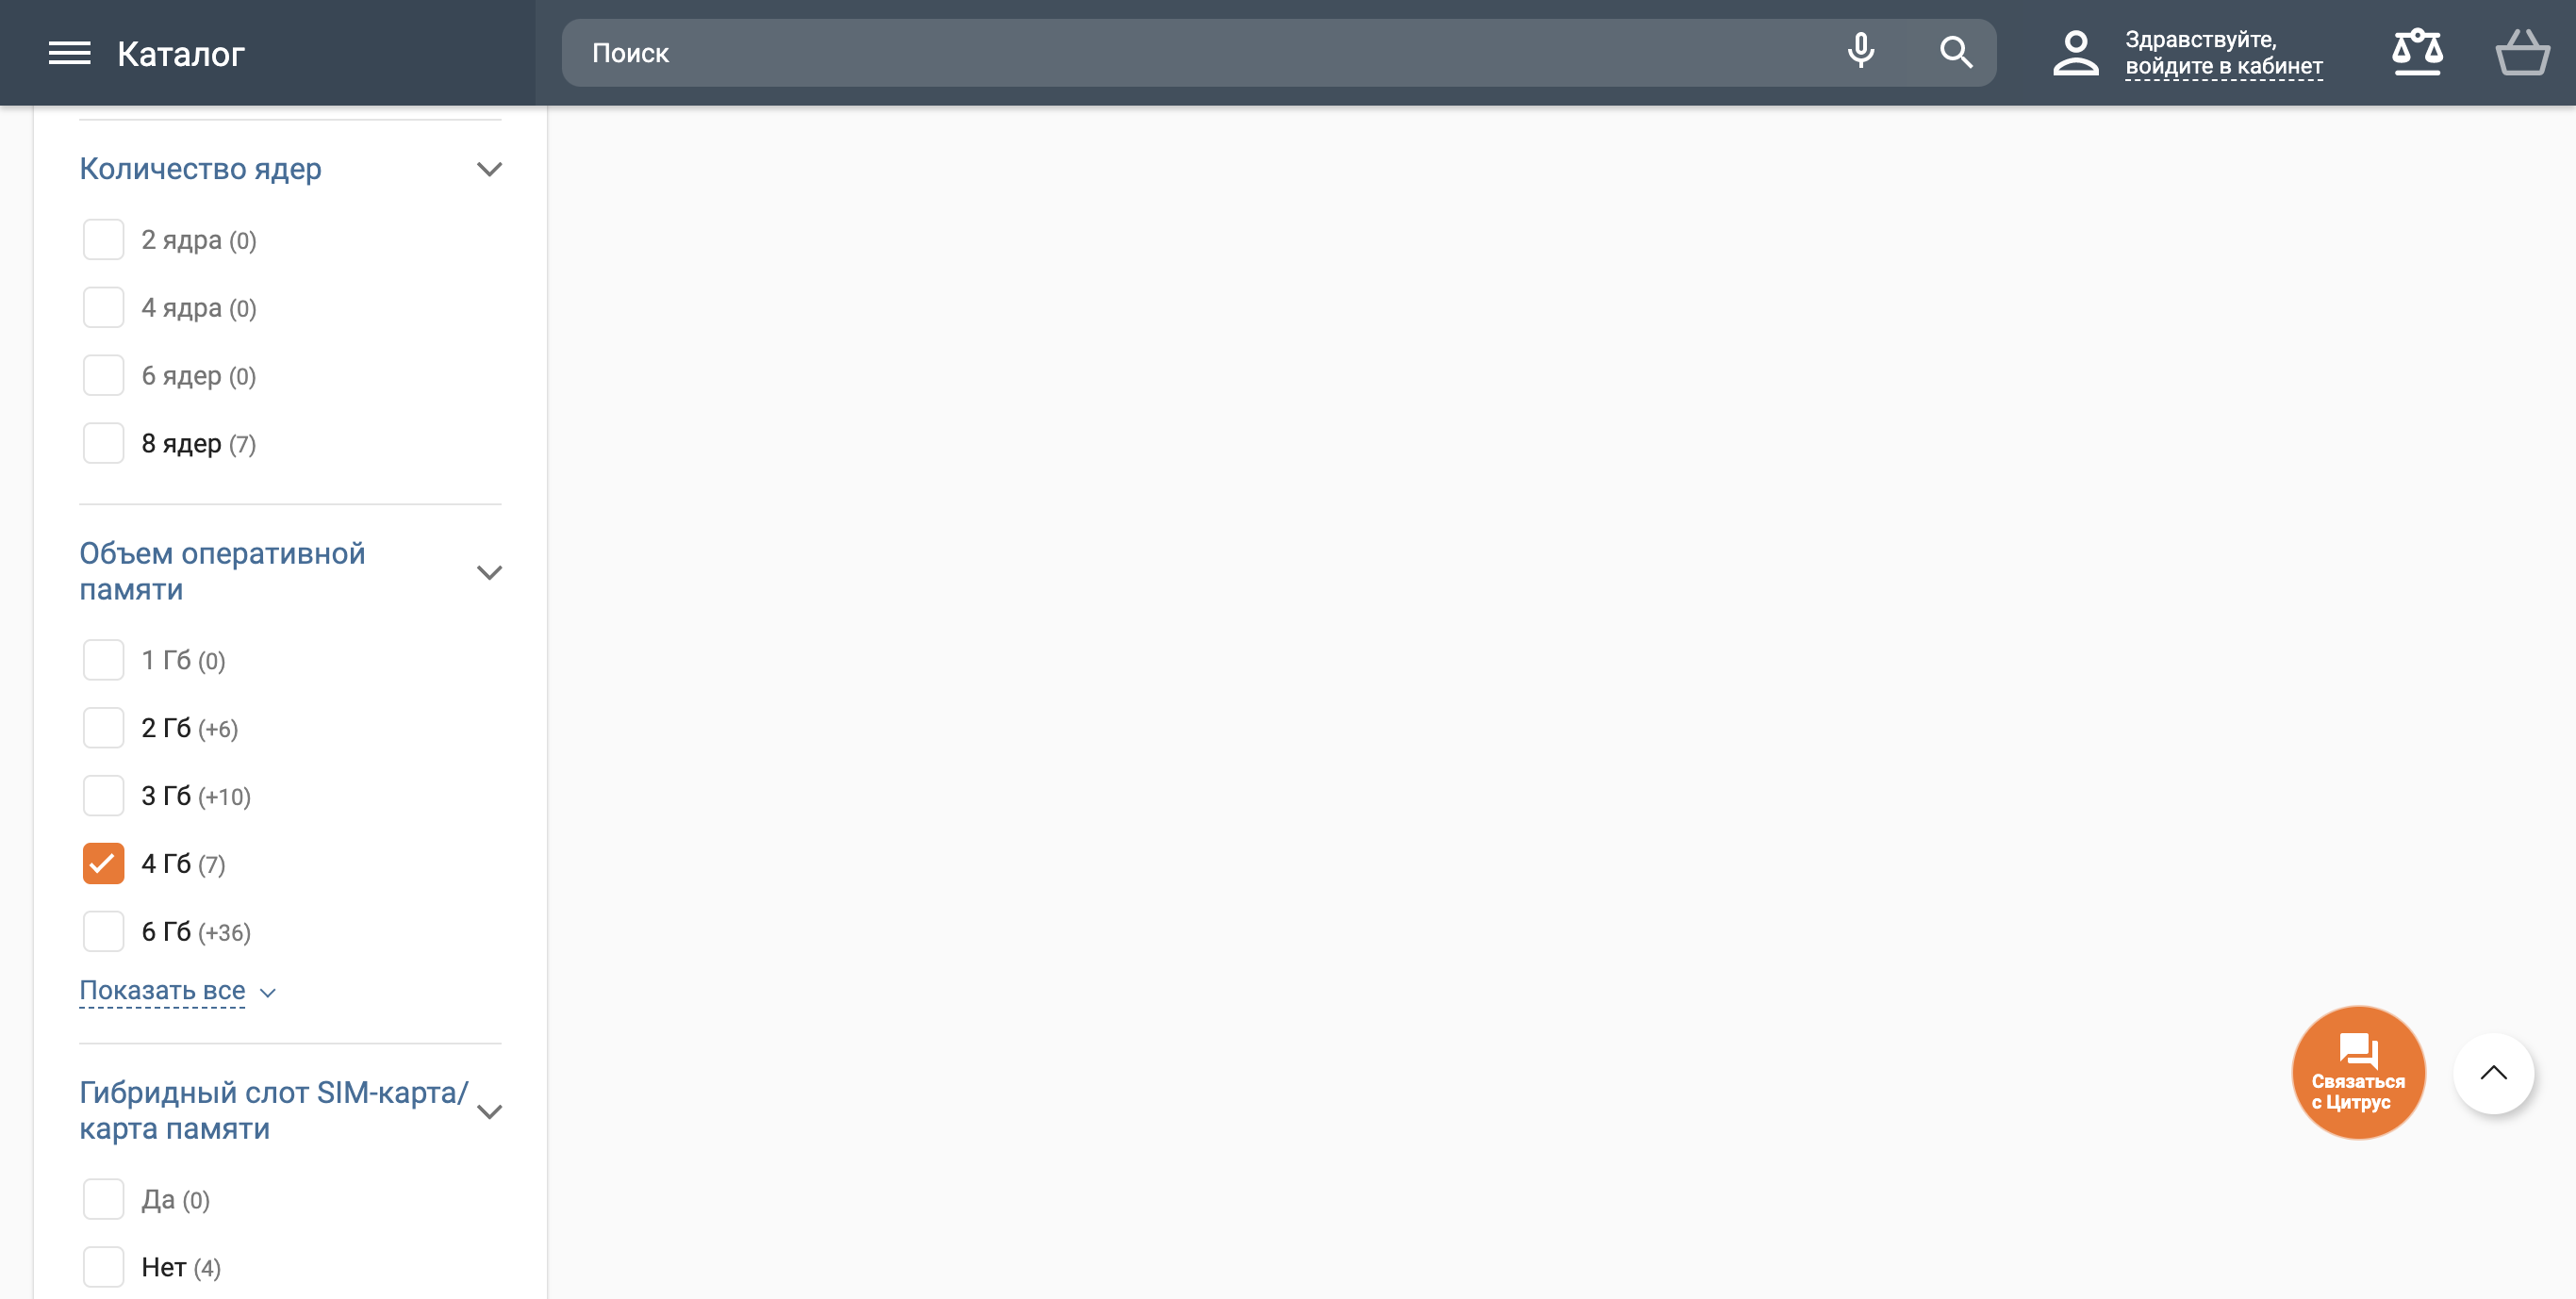 Каталог
Поиск
Здравствуйте,
войдите в кабинет
Количество ядер
2 ядра (0)
4 ядра (0)
6 ядер (0)
8 ядер (7)
Объем оперативной
памяти
1 Гб (0)
2 Гб (+6)
3 Гб (+10)
4 Гб (7)
6 Гб (+36)
Показать все
Гибридный слот SIM-карта/
карта памяти
Да (0)
Нет (4)
Связаться
с Цитрус